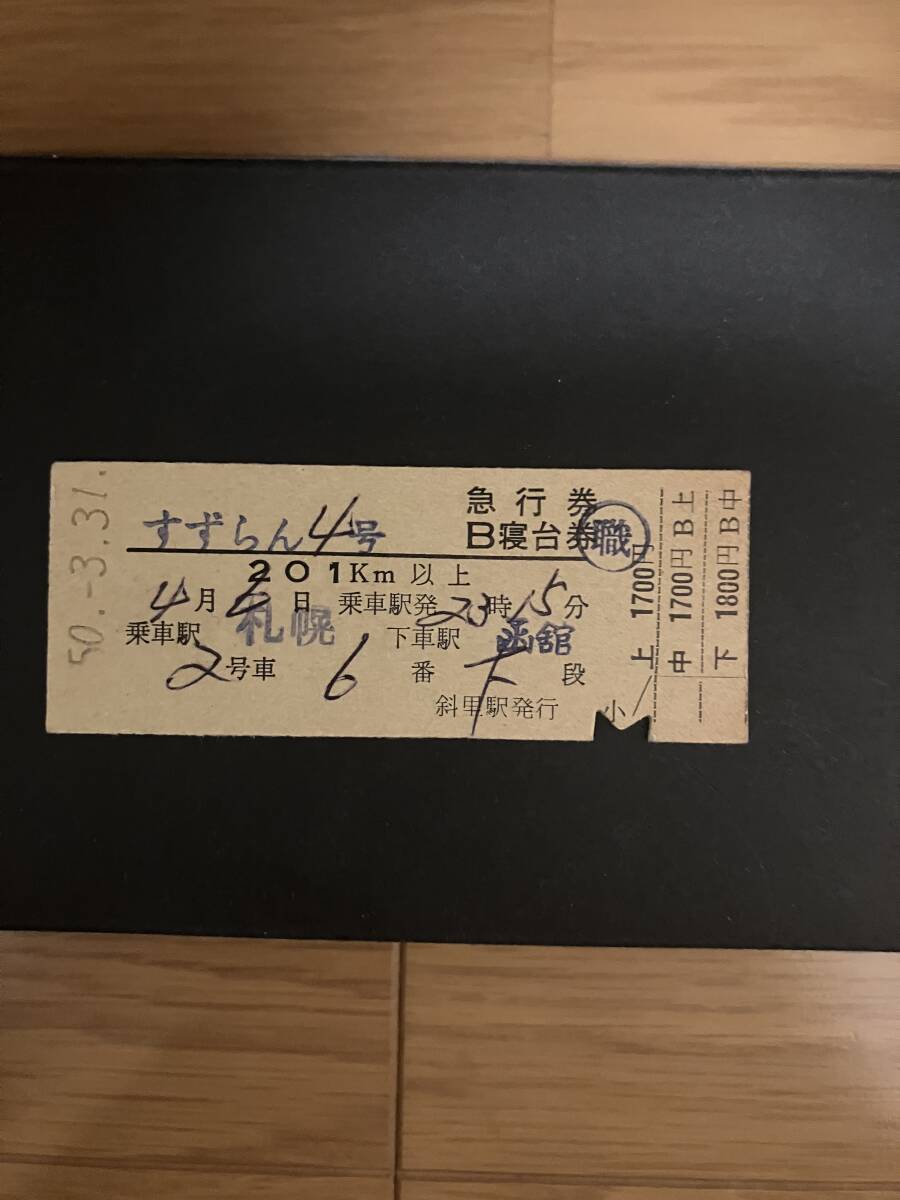 50.-3.31.
急行券
すずらん4号 B寝台券 職
201Km以上
4月2日 乗車駅発23時15分
乗車駅 札幌 下車駅 函館
2号車 6番 下段
斜里駅発行 小
上 1700円
中 1700円 B上
下 1800円 B中